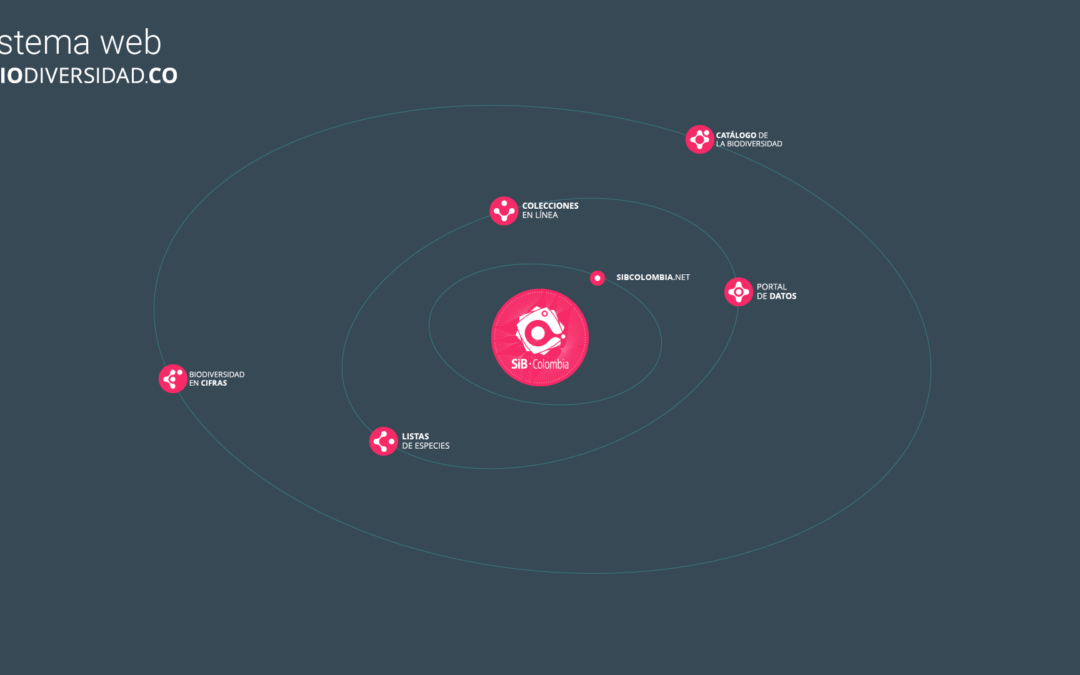 stema web
IODIVERSIDAD.CO
CATÁLOGO DE
LA BIODIVERSIDAD
COLECCIONES
EN LÍNEA
SIBCOLOMBIA.NET
PORTAL
DE DATOS
SiB Colombia
BIODIVERSIDAD
EN CIFRAS
LISTAS
DE ESPECIES